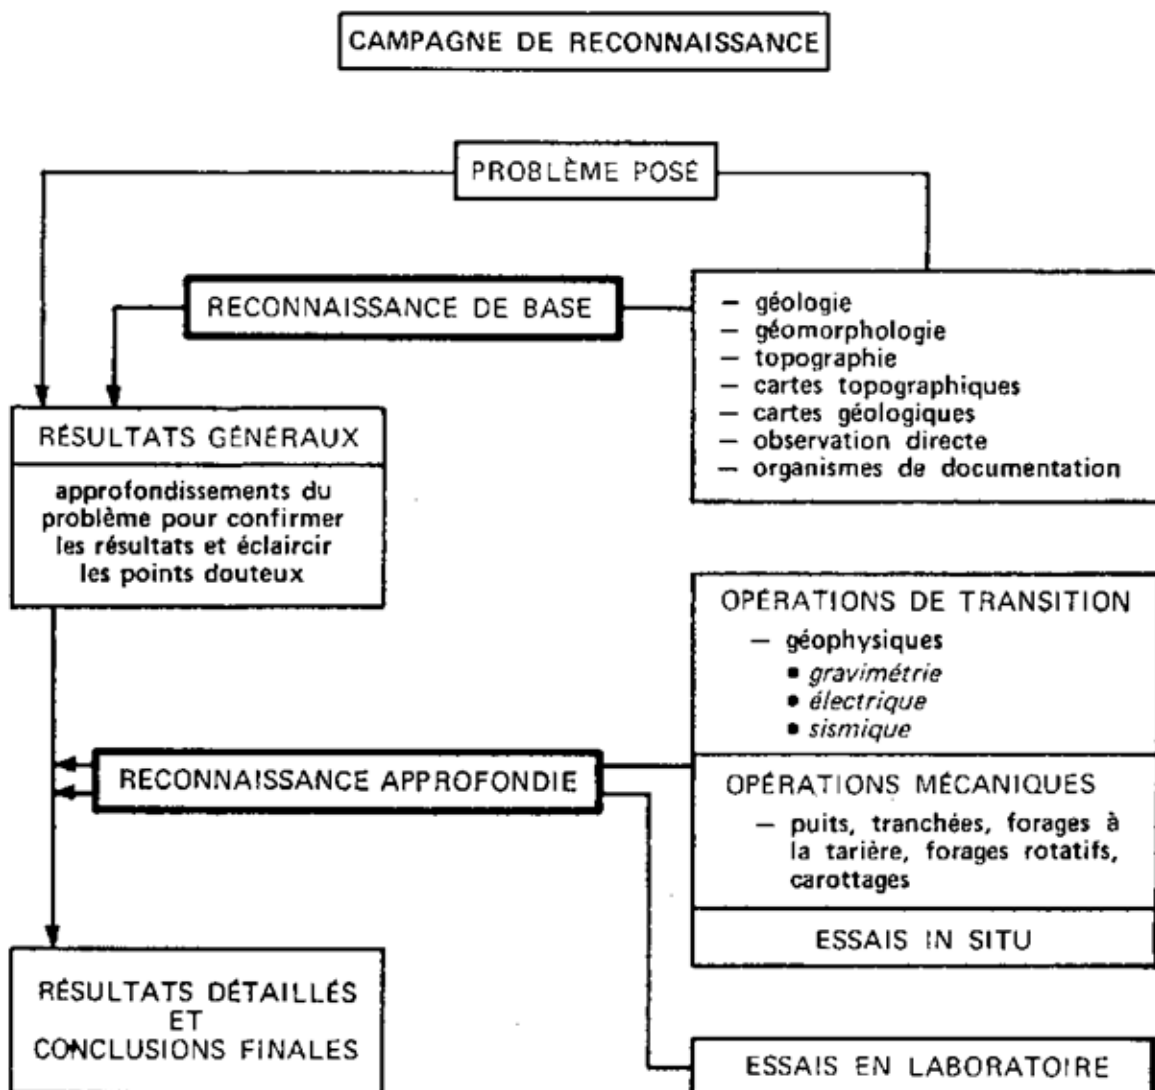 CAMPAGNE DE RECONNAISSANCE
PROBLÈME POSÉ
RECONNAISSANCE DE BASE
— géologie
— géomorphologie
— topographie
— cartes topographiques
— cartes géologiques
— observation directe
— organismes de documentation
RÉSULTATS GÉNÉRAUX
approfondissements du
problème pour confirmer
les résultats et éclaircir
les points douteux
OPÉRATIONS DE TRANSITION
— géophysiques
• gravimétrie
• électrique
• sismique
RECONNAISSANCE APPROFONDIE
OPÉRATIONS MÉCANIQUES
— puits, tranchées, forages à
la tarière, forages rotatifs,
carottages
ESSAIS IN SITU
RÉSULTATS DÉTAILLÉS
ET
CONCLUSIONS FINALES
ESSAIS EN LABORATOIRE